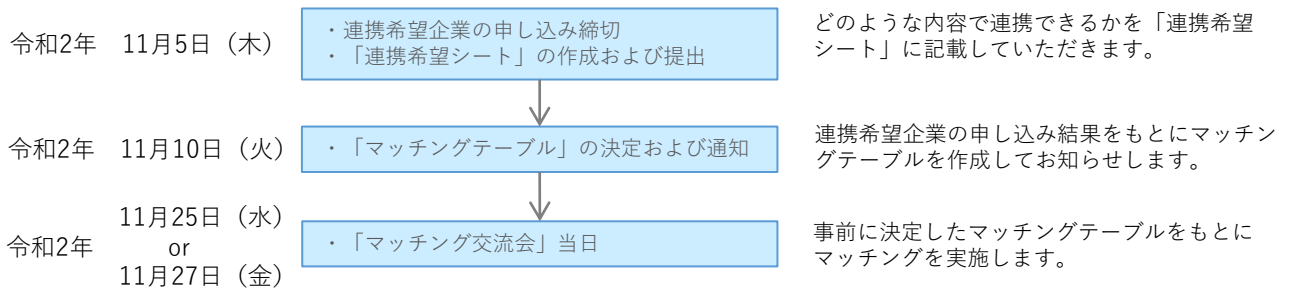 令和2年 11月5日（木）
・連携希望企業の申し込み締切
・「連携希望シート」の作成および提出
どのような内容で連携できるかを「連携希望
シート」に記載していただきます。
令和2年 11月10日（火）
・「マッチングテーブル」の決定および通知
連携希望企業の申し込み結果をもとにマッチン
グテーブルを作成してお知らせします。
令和2年
11月25日（水）
or
11月27日（金）
・「マッチング交流会」当日
事前に決定したマッチングテーブルをもとに
マッチングを実施します。